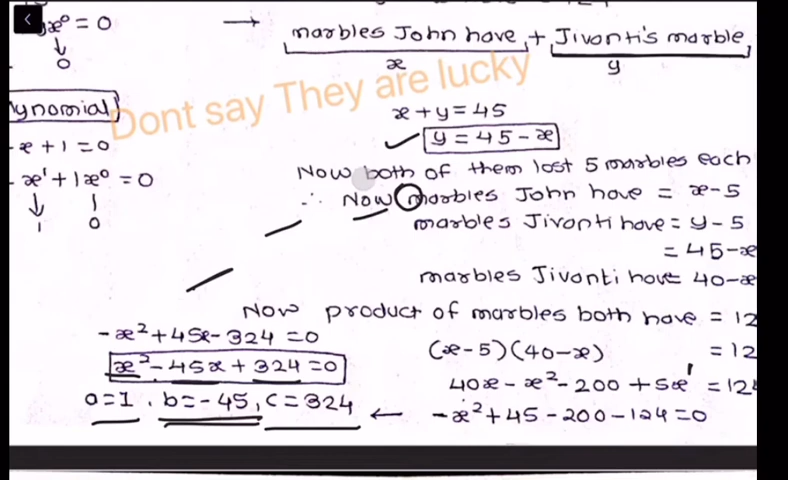 x⁰ = 0
↓
0
ynomial
x + 1 = 0
x¹ + 1x⁰ = 0
↓
1 0
→ marbles John have + Jivanti's marble
x y
Dont say They are lucky
x + y = 45
y = 45 - x
Now both of them lost 5 marbles each
∴ Now marbles John have = x - 5
marbles Jivanti have = y - 5
= 45 - x
marbles Jivanti have 40 - x
Now product of marbles both have = 12
(x - 5)(40 - x) = 12
40x - x² - 200 + 5x = 124
-x² + 45 - 200 - 124 = 0
-x² + 45x - 324 = 0
x² - 45x + 324 = 0
a = 1, b = -45, c = 324 ←